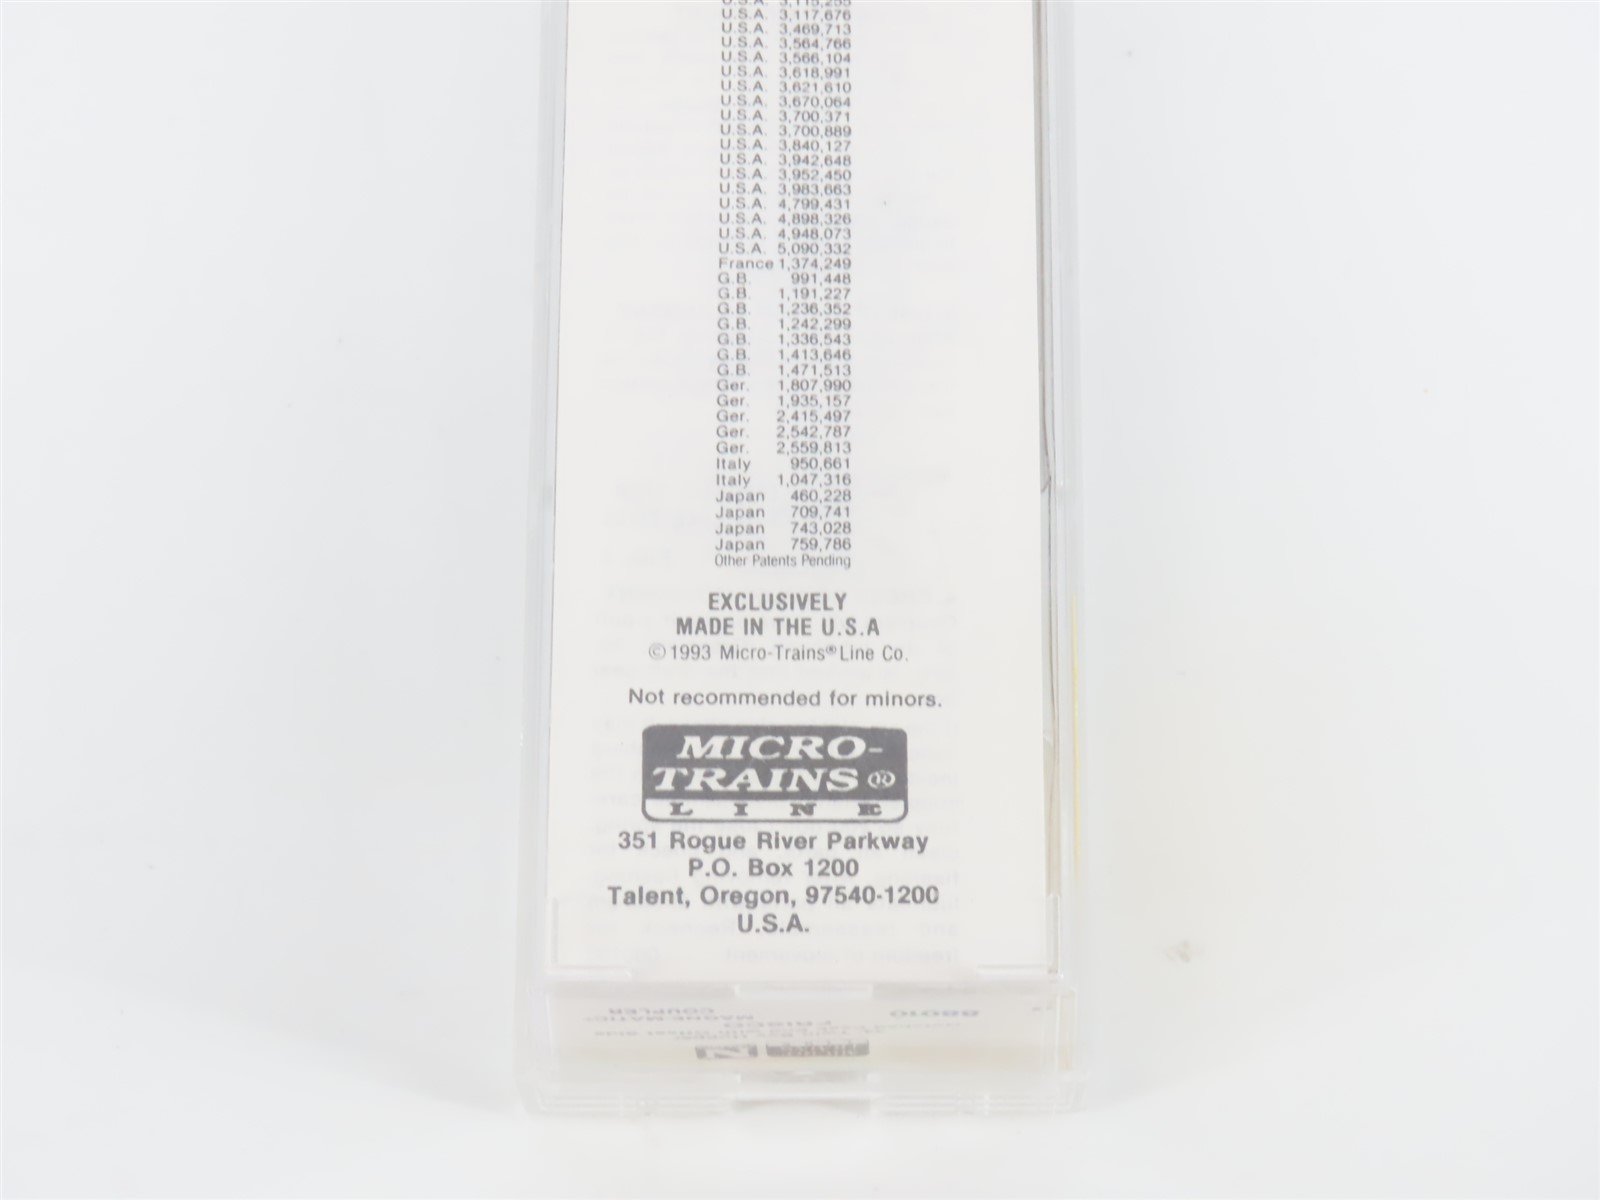 U.S.A. 3,115,255
U.S.A. 3,117,676
U.S.A. 3,469,713
U.S.A. 3,564,766
U.S.A. 3,566,104
U.S.A. 3,618,991
U.S.A. 3,621,610
U.S.A. 3,670,064
U.S.A. 3,700,371
U.S.A. 3,700,889
U.S.A. 3,840,127
U.S.A. 3,942,648
U.S.A. 3,952,450
U.S.A. 3,983,663
U.S.A. 4,799,431
U.S.A. 4,898,326
U.S.A. 4,948,073
U.S.A. 5,090,332
France 1,374,249
G.B. 991,448
G.B. 1,191,227
G.B. 1,236,352
G.B. 1,242,299
G.B. 1,336,543
G.B. 1,413,646
G.B. 1,471,513
Ger. 1,807,990
Ger. 1,935,157
Ger. 2,415,497
Ger. 2,542,787
Ger. 2,559,813
Italy 950,661
Italy 1,047,316
Japan 460,228
Japan 709,741
Japan 743,028
Japan 759,786
Other Patents Pending
EXCLUSIVELY
MADE IN THE U.S.A
©1993 Micro-Trains® Line Co.
Not recommended for minors.
MICRO-
TRAINS®
LINE
351 Rogue River Parkway
P.O. Box 1200
Talent, Oregon, 97540-1200
U.S.A.
MAGNE-MATIC®
COUPLER
FRISCO